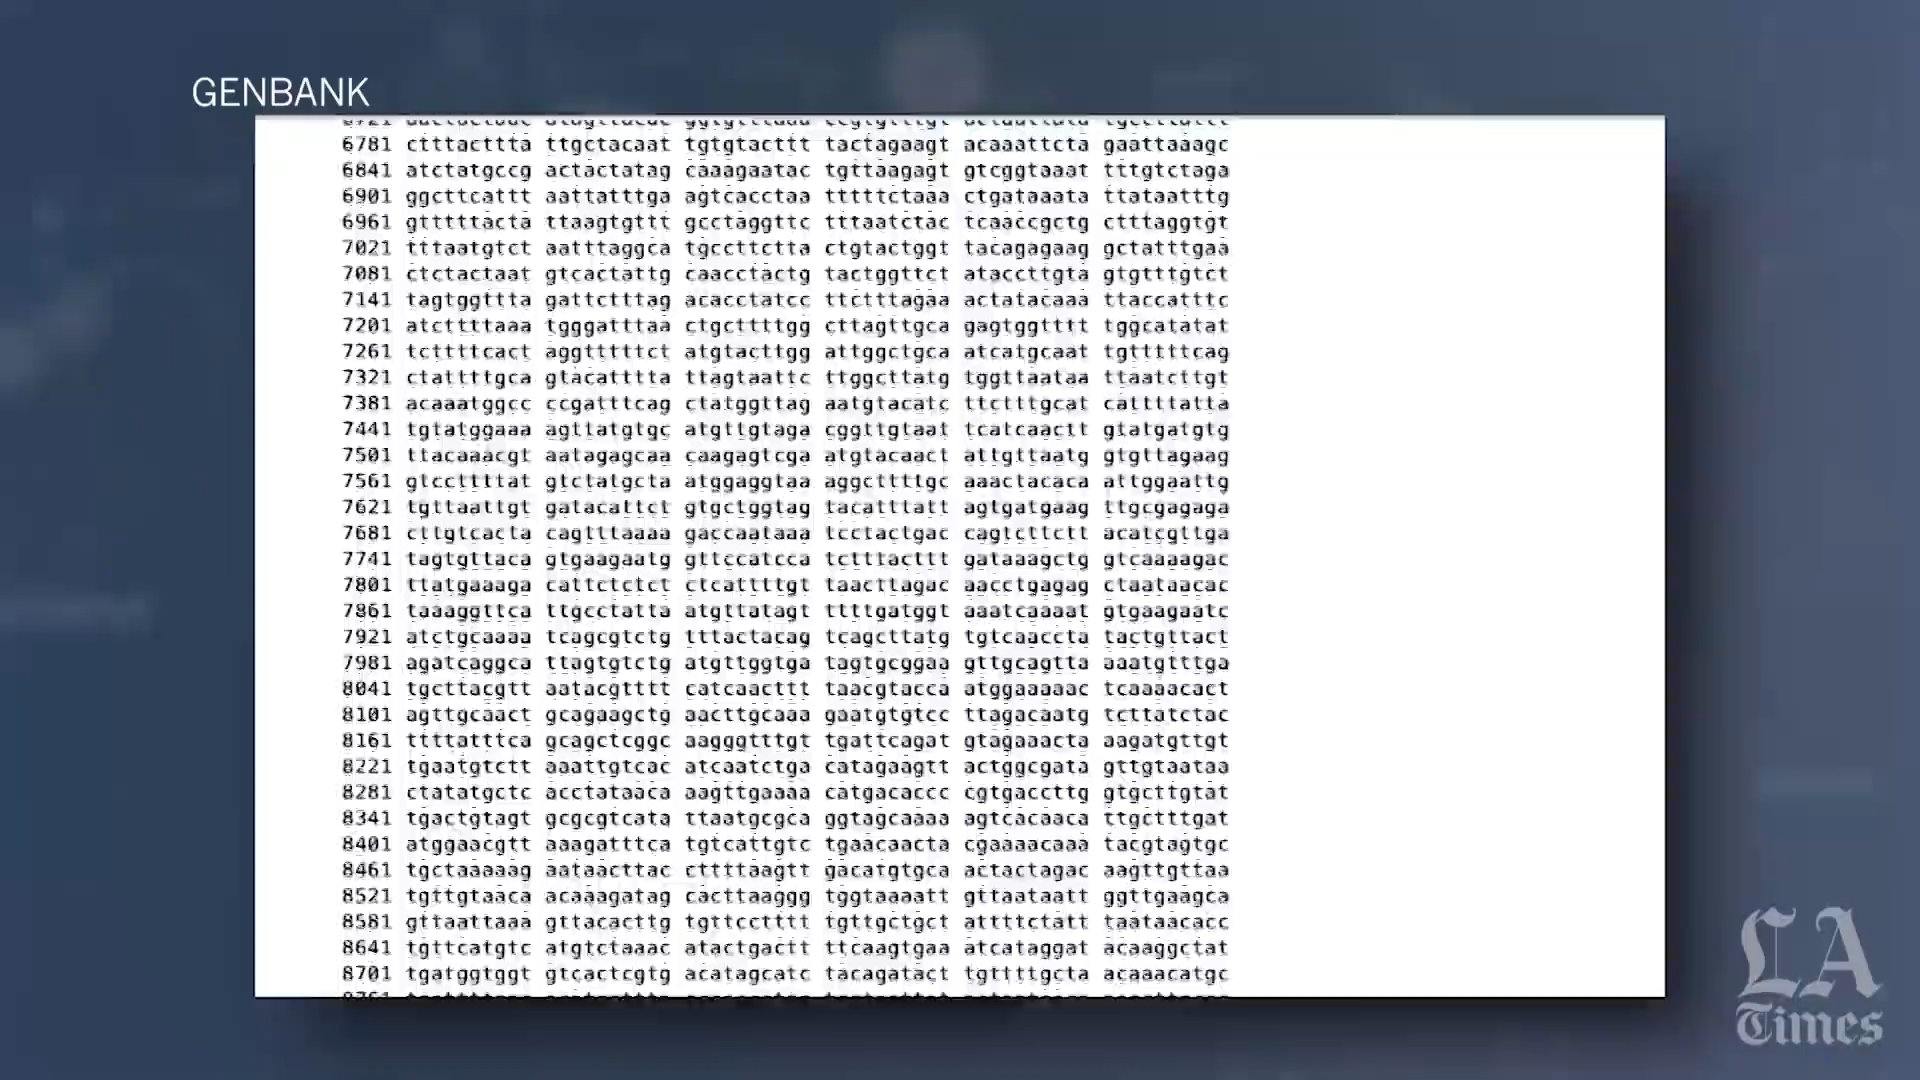 GENBANK
6781 ctttacttta ttgctacaat tgtgtacttt tactagaagt acaaattcta gaattaaagc
6841 atctatgccg actactatag caaagaatac tgttaagagt gtcggtaaat tttgtctaga
6901 ggcttcattt aattatttga agtcacctaa tttttctaaa ctgataaata ttataatttg
6961 gtttttacta ttaagtgttt gcctaggttc tttaatctac tcaaccgctg ctttaggtgt
7021 tttaatgtct aatttaggca tgccttctta ctgtactggt tacagagaag gctatttgaa
7081 ctctactaat gtcactattg caacctactg tactggttct ataccttgta gtgtttgtct
7141 tagtggttta gattctttag acacctatcc ttctttagaa actatacaaa ttaccatttc
7201 atcttttaaa tgggatttaa ctgcttttgg cttagttgca gagtggtttt tggcatatat
7261 tcttttcact aggtttttct atgtacttgg attggctgca atcatgcaat tgtttttcag
7321 ctattttgca gtacatttta ttagtaattc ttggcttatg tggttaataa ttaatcttgt
7381 acaaatggcc ccgatttcag ctatggttag aatgtacatc ttctttgcat cattttatta
7441 tgtatggaaa agttatgtgc atgttgtaga cggttgtaat tcatcaactt gtatgatgtg
7501 ttacaaacgt aatagagcaa caagagtcga atgtacaact attgttaatg gtgttagaag
7561 gtccttttat gtctatgcta atggaggtaa aggcttttgc aaactacaca attggaattg
7621 tgttaattgt gatacattct gtgctggtag tacatttatt agtgatgaag ttgcgagaga
7681 cttgtcacta cagtttaaaa gaccaataaa tcctactgac cagtcttctt acatcgttga
7741 tagtgttaca gtgaagaatg gttccatcca tctttacttt gataaagctg gtcaaaagac
7801 ttatgaaaga cattctctct ctcattttgt taacttagac aacctgagag ctaataacac
7861 taaaggttca ttgcctatta atgttatagt ttttgatggt aaatcaaaat gtgaagaatc
7921 atctgcaaaa tcagcgtctg tttactacag tcagcttatg tgtcaaccta tactgttact
7981 agatcaggca ttagtgtctg atgttggtga tagtgcggaa gttgcagtta aaatgtttga
8041 tgcttacgtt aatacgtttt catcaacttt taacgtacca atggaaaaac tcaaaacact
8101 agttgcaact gcagaagctg aacttgcaaa gaatgtgtcc ttagacaatg tcttatctac
8161 ttttatttca gcagctcggc aagggtttgt tgattcagat gtagaaacta aagatgttgt
8221 tgaatgtctt aaattgtcac atcaatctga catagaagtt actggcgata gttgtaataa
8281 ctatatgctc acctataaca aagttgaaaa catgacaccc cgtgaccttg gtgcttgtat
8341 tgactgtagt gcgcgtcata ttaatgcgca ggtagcaaaa agtcacaaca ttgctttgat
8401 atggaacgtt aaagatttca tgtcattgtc tgaacaacta cgaaaacaaa tacgtagtgc
8461 tgctaaaaag aataacttac cttttaagtt gacatgtgca actactagac aagttgttaa
8521 tgttgtaaca acaaagatag cacttaaggg tggtaaaatt gttaataatt ggttgaagca
8581 gttaattaaa gttacacttg tgttcctttt tgttgctgct attttctatt taataacacc
8641 tgttcatgtc atgtctaaac atactgactt ttcaagtgaa atcataggat acaaggctat
8701 tgatggtggt gtcactcgtg acatagcatc tacagatact tgttttgcta acaaacatgc
LA
Times